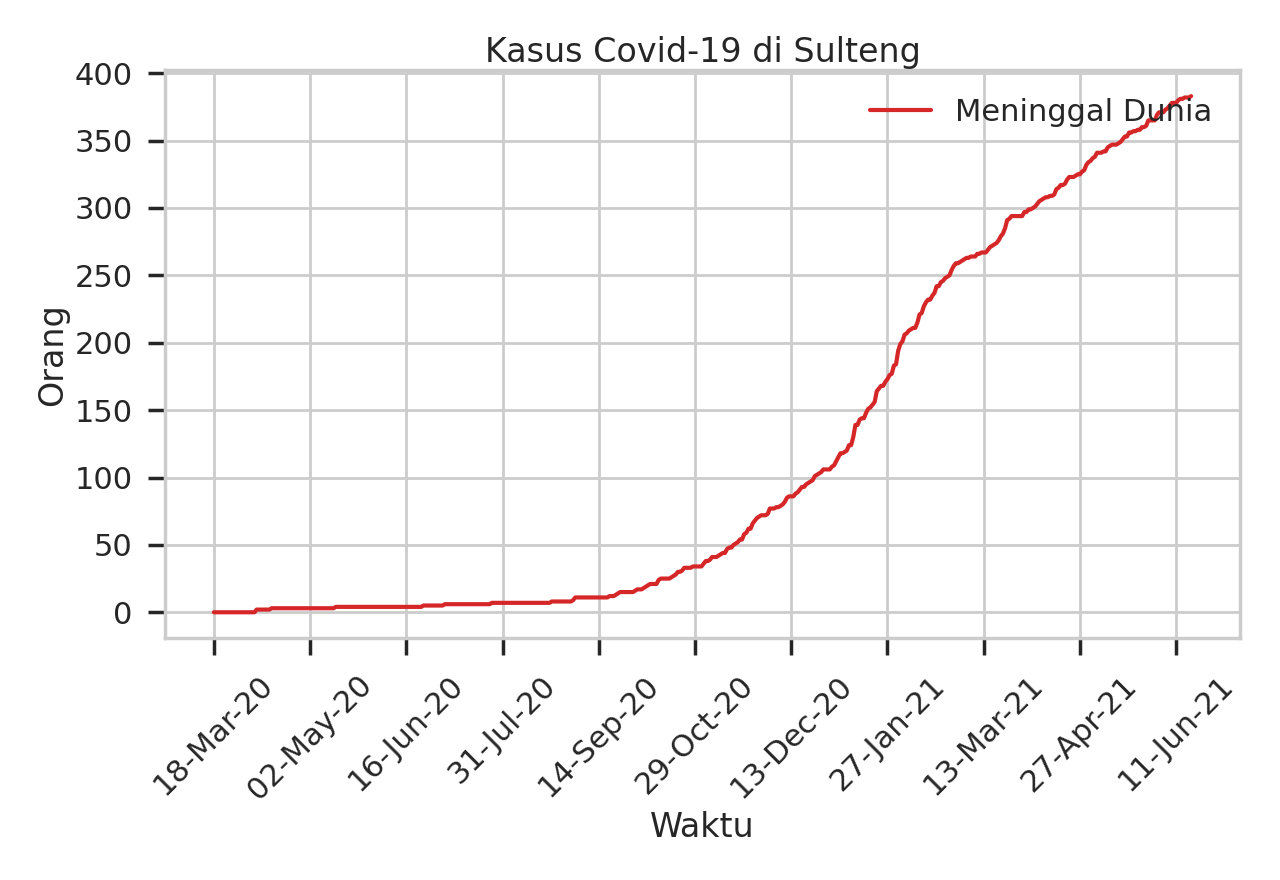 Kasus Covid-19 di Sulteng
Meninggal Dunia
Orang
400
350
300
250
200
150
100
50
0
18-Mar-20
02-May-20
16-Jun-20
31-Jul-20
14-Sep-20
29-Oct-20
13-Dec-20
27-Jan-21
13-Mar-21
27-Apr-21
11-Jun-21
Waktu